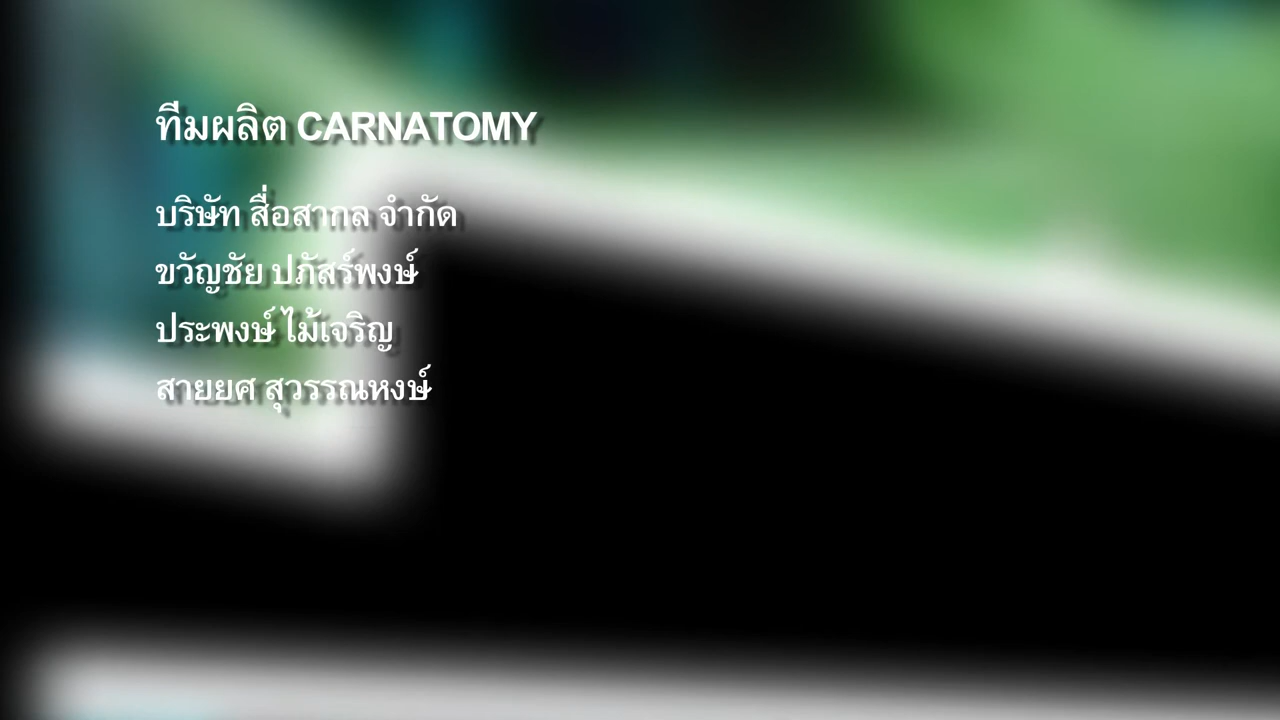 ทีมผลิต CARNATOMY
บริษัท สื่อสากล จำกัด
ขวัญชัย ปภัสร์พงษ์
ประพงษ์ ไม้เจริญ
สายยศ สุวรรณหงษ์